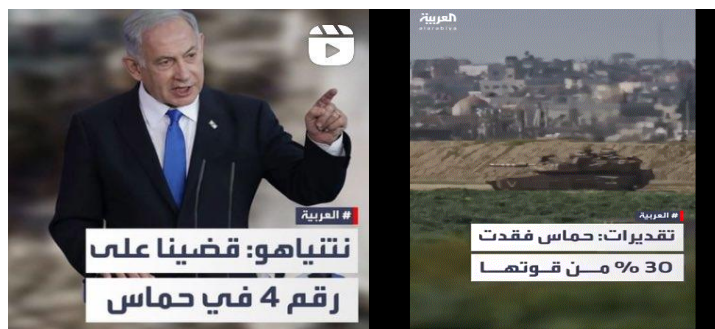 # العربية
نتنياهو: قضينا على
رقم 4 في حماس
العربية
alarabiya
# العربية
تقديرات: حماس فقدت
30 % من قوتها